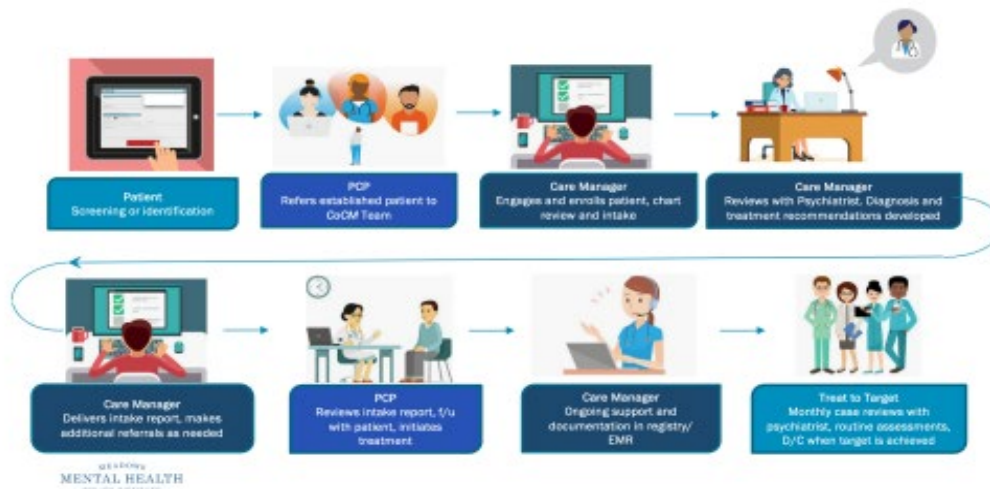 Patient
Screening or identification
PCP
Refers established patient to
CoCM Team
Care Manager
Engages and enrolls patient, chart
review and intake
Care Manager
Reviews with Psychiatrist, Diagnosis and
treatment recommendations developed
Care Manager
Delivers intake report, makes
additional referrals as needed
PCP
Reviews intake report, f/u
with patient, initiates
treatment
Care Manager
Ongoing support and
documentation in registry/
EMR
Treat to Target
Monthly case reviews with
psychiatrist, routine assessments,
D/C when target is achieved
MEADOWS
MENTAL HEALTH